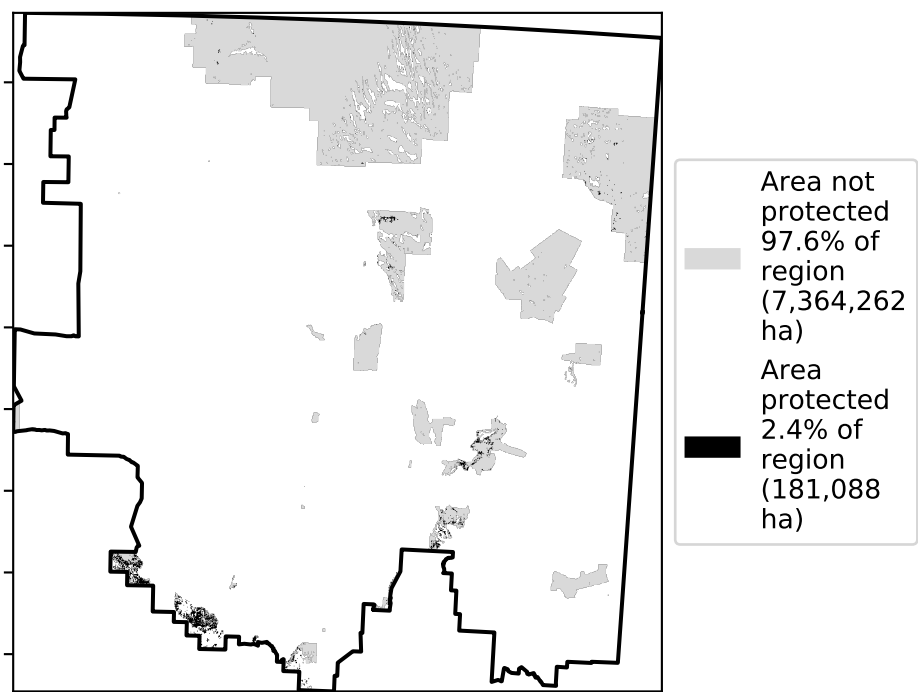 Area not
protected
97.6% of
region
(7,364,262
ha)
Area
protected
2.4% of
region
(181,088
ha)